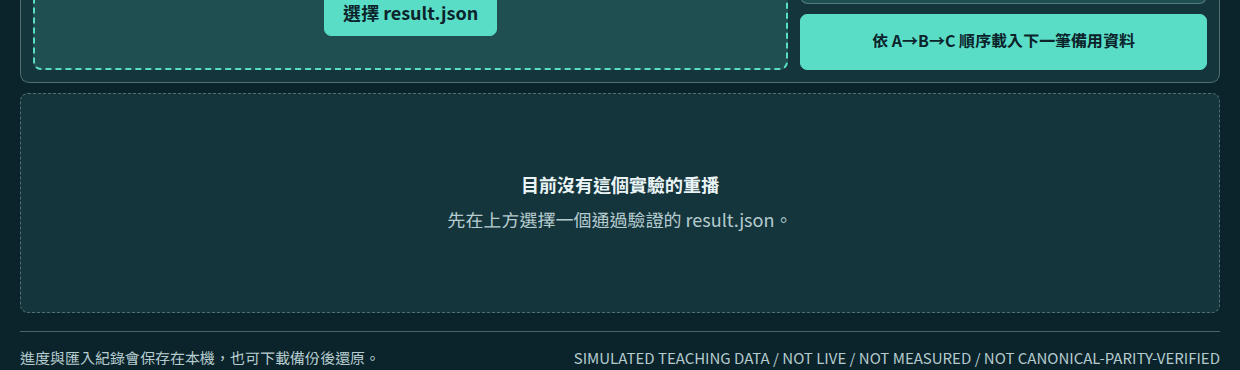 選擇 result.json
依 A→B→C 順序載入下一筆備用資料
目前沒有這個實驗的重播
先在上方選擇一個通過驗證的 result.json。
進度與匯入紀錄會保存在本機，也可下載備份後還原。
SIMULATED TEACHING DATA / NOT LIVE / NOT MEASURED / NOT CANONICAL-PARITY-VERIFIED